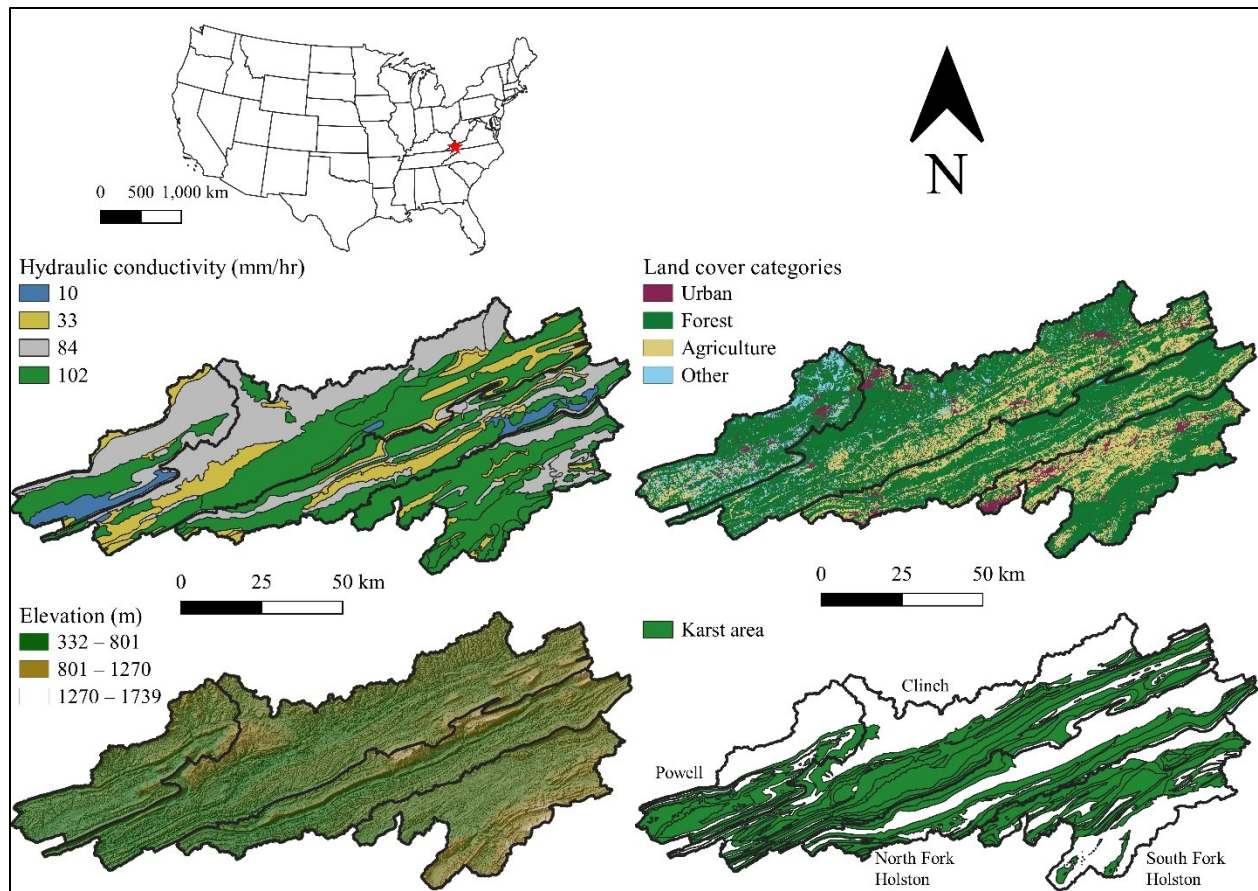 N
0 500 1,000 km
Hydraulic conductivity (mm/hr)
10
33
84
102
Land cover categories
Urban
Forest
Agriculture
Other
0 25 50 km
0 25 50 km
Elevation (m)
332 – 801
801 – 1270
1270 – 1739
Karst area
Clinch
Powell
North Fork
Holston
South Fork
Holston